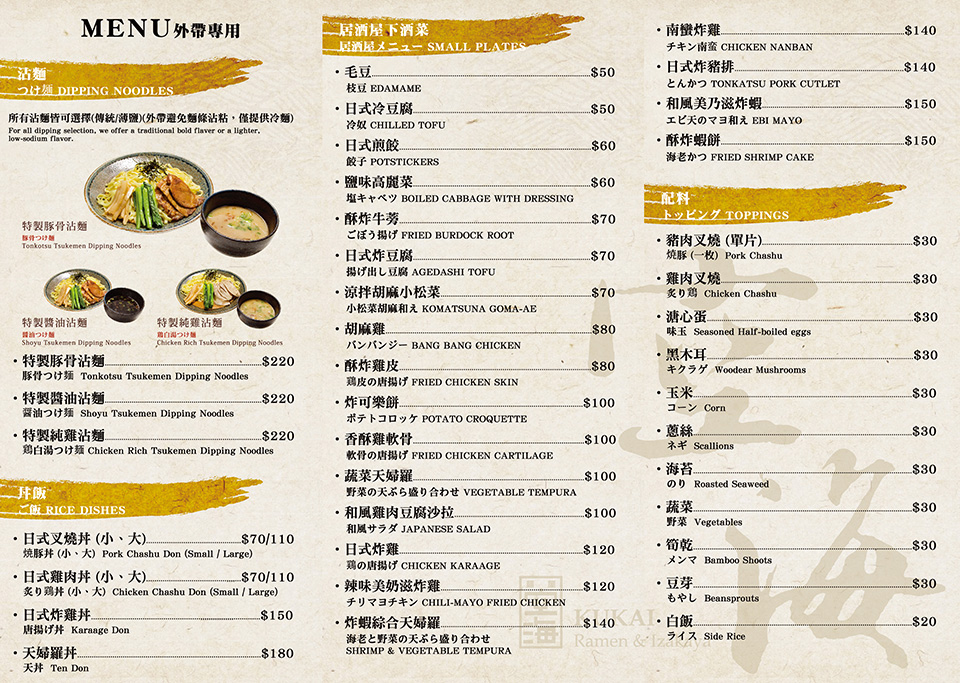 MENU外帶專用
沾麵
つけ麺 DIPPING NOODLES
所有沾麵皆可選擇(傳統/薄鹽)(外帶避免麵條沾粘，僅提供冷麵)
For all dipping selection, we offer a traditional bold flavor or a lighter,
low-sodium flavor.
特製豚骨沾麵
豚骨つけ麺
Tonkotsu Tsukemen Dipping Noodles
特製醬油沾麵
醤油つけ麺
Shoyu Tsukemen Dipping Noodles
特製純雞沾麵
鶏白湯つけ麺
Chicken Rich Tsukemen Dipping Noodles
・特製豚骨沾麵 $220
豚骨つけ麺 Tonkotsu Tsukemen Dipping Noodles
・特製醬油沾麵 $220
醤油つけ麺 Shoyu Tsukemen Dipping Noodles
・特製純雞沾麵 $220
鶏白湯つけ麺 Chicken Rich Tsukemen Dipping Noodles
丼飯
ご飯 RICE DISHES
・日式叉燒丼 (小、大) $70/110
焼豚丼 (小、大) Pork Chashu Don (Small / Large)
・日式雞肉丼 (小、大) $70/110
炙り鶏丼 (小、大) Chicken Chashu Don (Small / Large)
・日式炸雞丼 $150
唐揚げ丼 Karaage Don
・天婦羅丼 $180
天丼 Ten Don
居酒屋下酒菜
居酒屋メニュー SMALL PLATES
・毛豆 $50
枝豆 EDAMAME
・日式冷豆腐 $50
冷奴 CHILLED TOFU
・日式煎餃 $60
餃子 POTSTICKERS
・鹽味高麗菜 $60
塩キャベツ BOILED CABBAGE WITH DRESSING
・酥炸牛蒡 $70
ごぼう揚げ FRIED BURDOCK ROOT
・日式炸豆腐 $70
揚げ出し豆腐 AGEDASHI TOFU
・涼拌胡麻小松菜 $70
小松菜胡麻和え KOMATSUNA GOMA-AE
・胡麻雞 $80
バンバンジー BANG BANG CHICKEN
・酥炸雞皮 $80
鶏皮の唐揚げ FRIED CHICKEN SKIN
・炸可樂餅 $100
ポテトコロッケ POTATO CROQUETTE
・香酥雞軟骨 $100
軟骨の唐揚げ FRIED CHICKEN CARTILAGE
・蔬菜天婦羅 $100
野菜の天ぷら盛り合わせ VEGETABLE TEMPURA
・和風雞肉豆腐沙拉 $100
和風サラダ JAPANESE SALAD
・日式炸雞 $120
鶏の唐揚げ CHICKEN KARAAGE
・辣味美奶滋炸雞 $120
チリマヨチキン CHILI-MAYO FRIED CHICKEN
・炸蝦綜合天婦羅 $140
海老と野菜の天ぷら盛り合わせ
SHRIMP & VEGETABLE TEMPURA
・南蠻炸雞 $140
チキン南蛮 CHICKEN NANBAN
・日式炸豬排 $140
とんかつ TONKATSU PORK CUTLET
・和風美乃滋炸蝦 $150
エビ天のマヨ和え EBI MAYO
・酥炸蝦餅 $150
海老かつ FRIED SHRIMP CAKE
配料
トッピング TOPPINGS
・豬肉叉燒 (單片) $30
焼豚 (一枚) Pork Chashu
・雞肉叉燒 $30
炙り鶏 Chicken Chashu
・溏心蛋 $30
味玉 Seasoned Half-boiled eggs
・黑木耳 $30
キクラゲ Woodear Mushrooms
・玉米 $30
コーン Corn
・蔥絲 $30
ネギ Scallions
・海苔 $30
のり Roasted Seaweed
・蔬菜 $30
野菜 Vegetables
・筍乾 $30
メンマ Bamboo Shoots
・豆芽 $30
もやし Beansprouts
・白飯 $20
ライス Side Rice
空海
KUKAI
Ramen & Izakaya